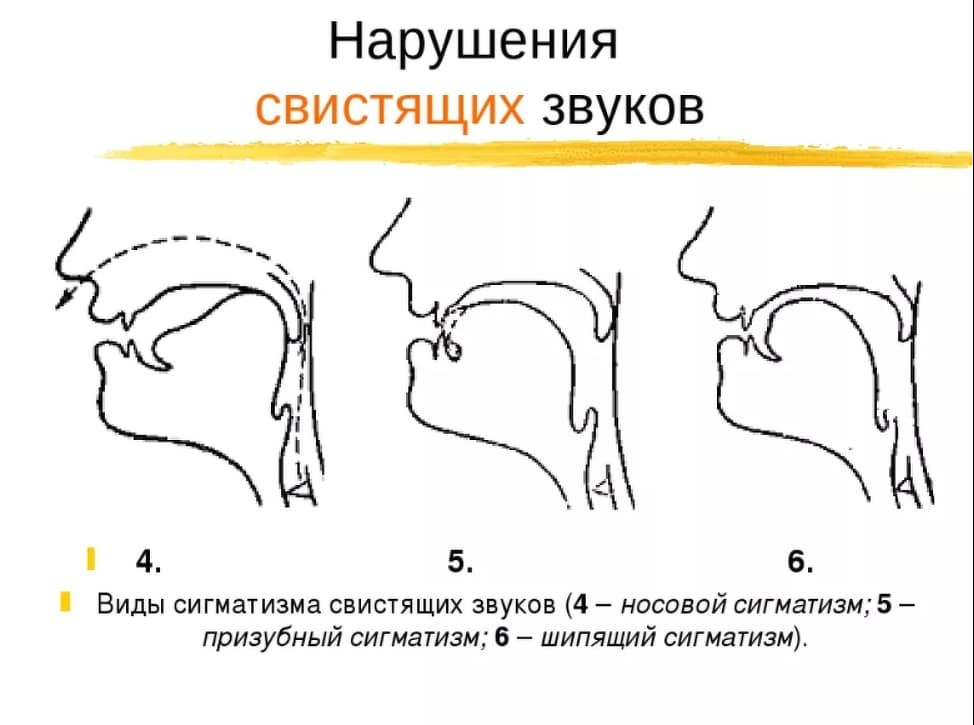 Нарушения
свистящих звуков
4. 5. 6.
Виды сигматизма свистящих звуков (4 – носовой сигматизм; 5 –
призубный сигматизм; 6 – шипящий сигматизм).